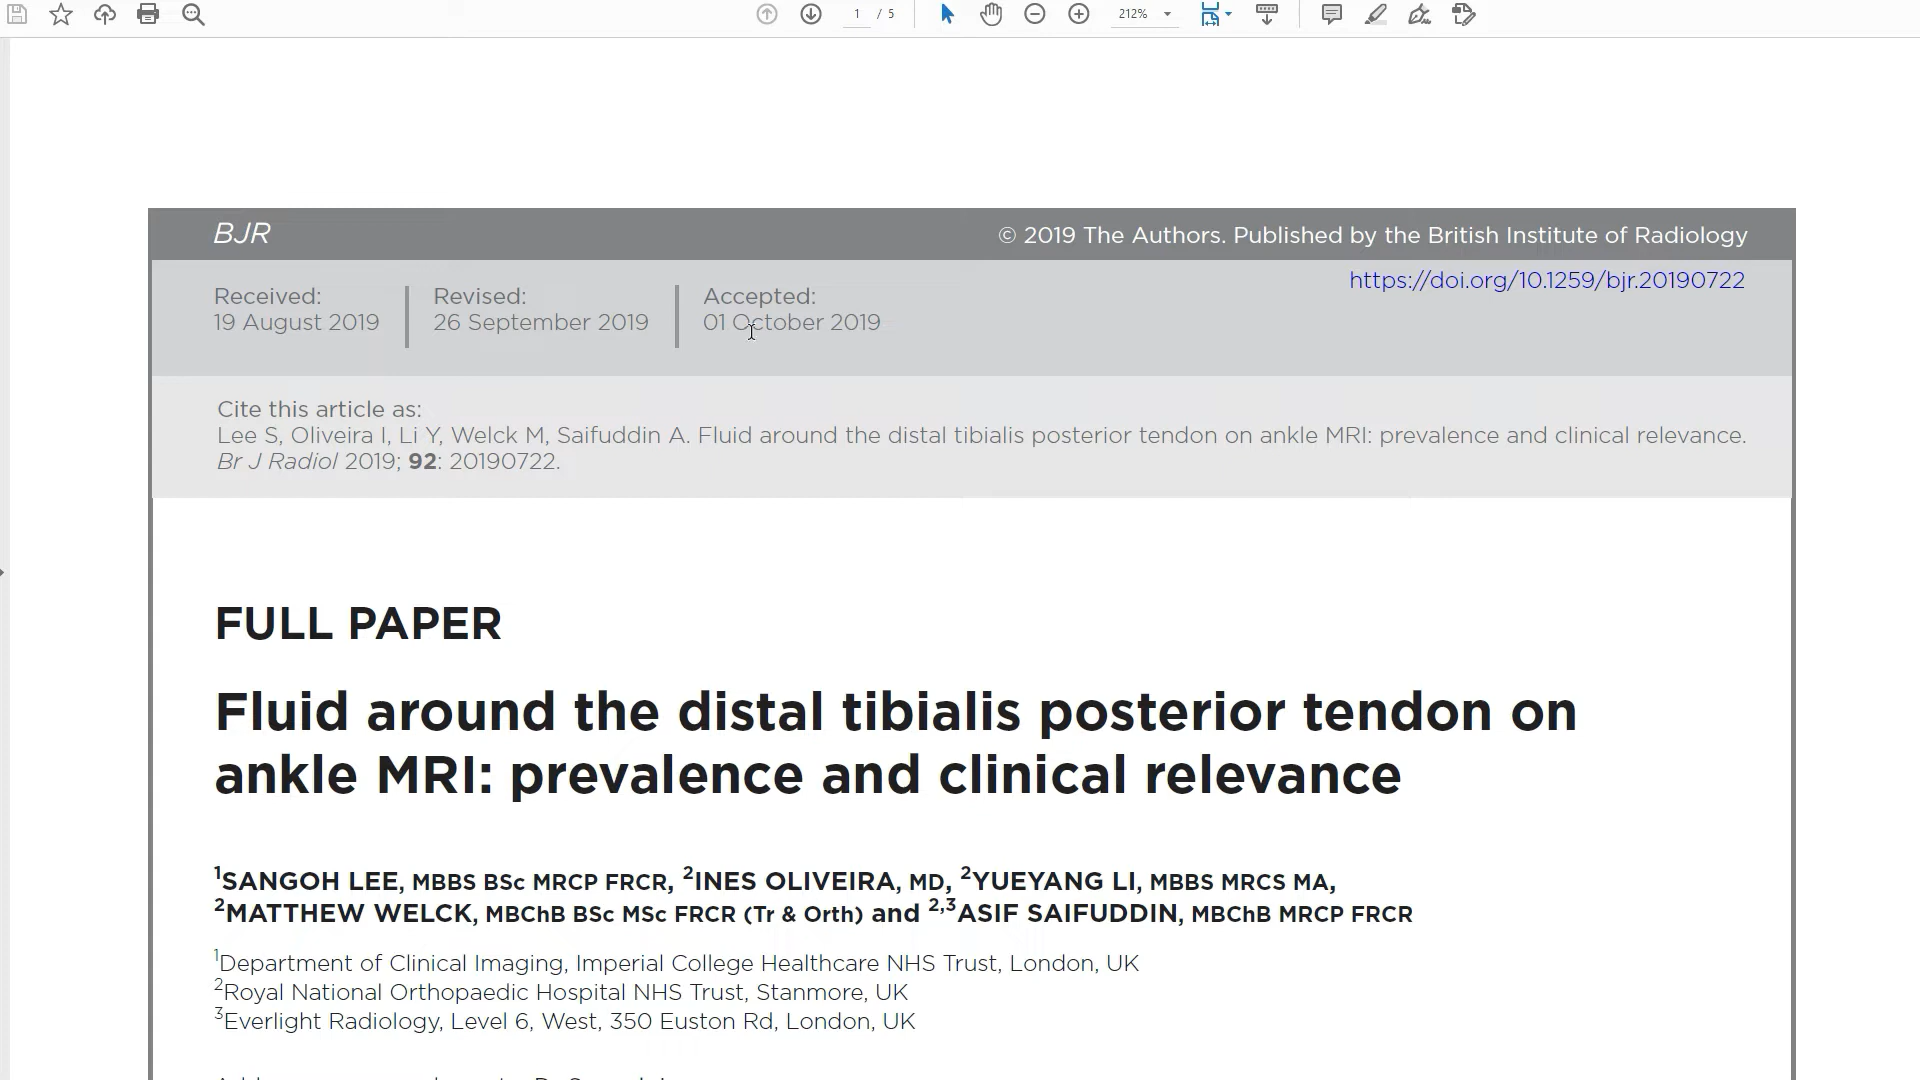 1 / 5
212%
BJR
© 2019 The Authors. Published by the British Institute of Radiology
https://doi.org/10.1259/bjr.20190722
Received:
19 August 2019
Revised:
26 September 2019
Accepted:
01 October 2019
Cite this article as:
Lee S, Oliveira I, Li Y, Welck M, Saifuddin A. Fluid around the distal tibialis posterior tendon on ankle MRI: prevalence and clinical relevance.
Br J Radiol 2019; 92: 20190722.
FULL PAPER
Fluid around the distal tibialis posterior tendon on
ankle MRI: prevalence and clinical relevance
1SANGOH LEE, MBBS BSc MRCP FRCR, 2INES OLIVEIRA, MD, 2YUEYANG LI, MBBS MRCS MA,
2MATTHEW WELCK, MBChB BSc MSc FRCR (Tr & Orth) and 2,3ASIF SAIFUDDIN, MBChB MRCP FRCR
1Department of Clinical Imaging, Imperial College Healthcare NHS Trust, London, UK
2Royal National Orthopaedic Hospital NHS Trust, Stanmore, UK
3Everlight Radiology, Level 6, West, 350 Euston Rd, London, UK